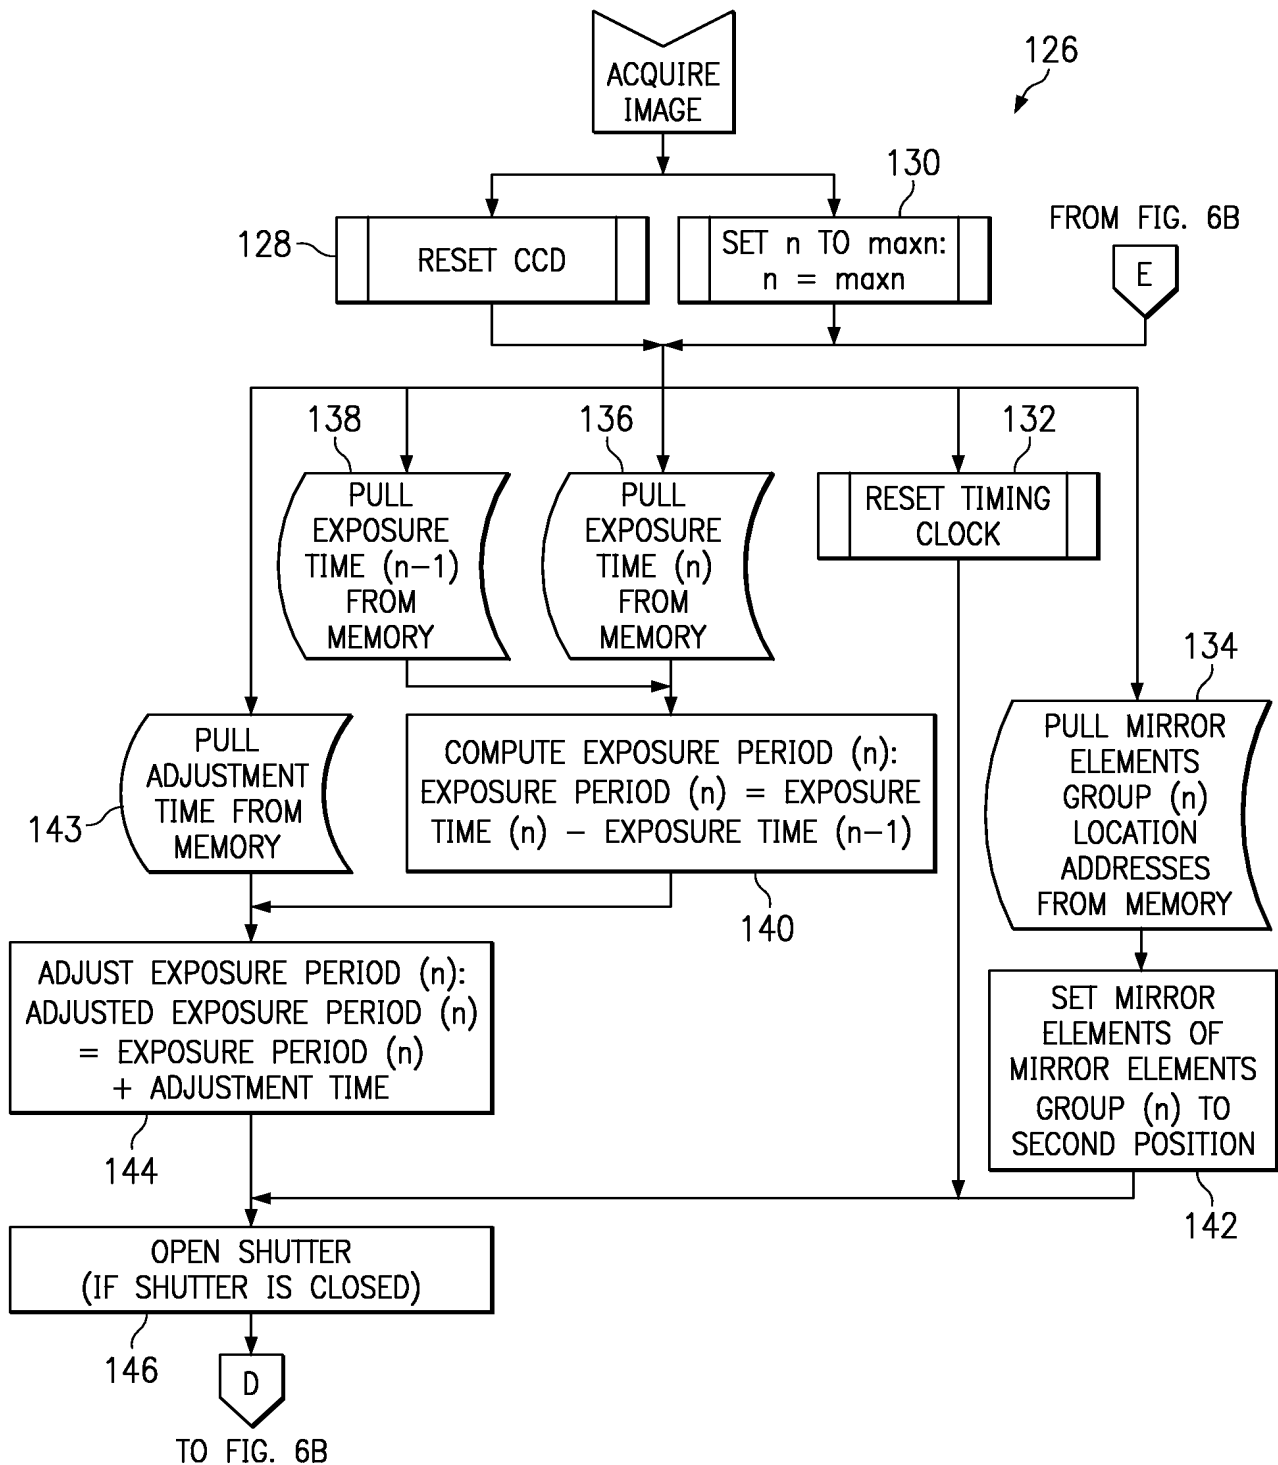 ACQUIRE
IMAGE
126
130
128
RESET CCD
SET n TO maxn:
n = maxn
FROM FIG. 6B
E
138
136
132
PULL
EXPOSURE
TIME (n-1)
FROM
MEMORY
PULL
EXPOSURE
TIME (n)
FROM
MEMORY
RESET TIMING
CLOCK
134
PULL
ADJUSTMENT
TIME FROM
MEMORY
143
COMPUTE EXPOSURE PERIOD (n):
EXPOSURE PERIOD (n) = EXPOSURE
TIME (n) - EXPOSURE TIME (n-1)
140
PULL MIRROR
ELEMENTS
GROUP (n)
LOCATION
ADDRESSES
FROM MEMORY
ADJUST EXPOSURE PERIOD (n):
ADJUSTED EXPOSURE PERIOD (n)
= EXPOSURE PERIOD (n)
+ ADJUSTMENT TIME
144
SET MIRROR
ELEMENTS OF
MIRROR ELEMENTS
GROUP (n) TO
SECOND POSITION
142
OPEN SHUTTER
(IF SHUTTER IS CLOSED)
146
D
TO FIG. 6B